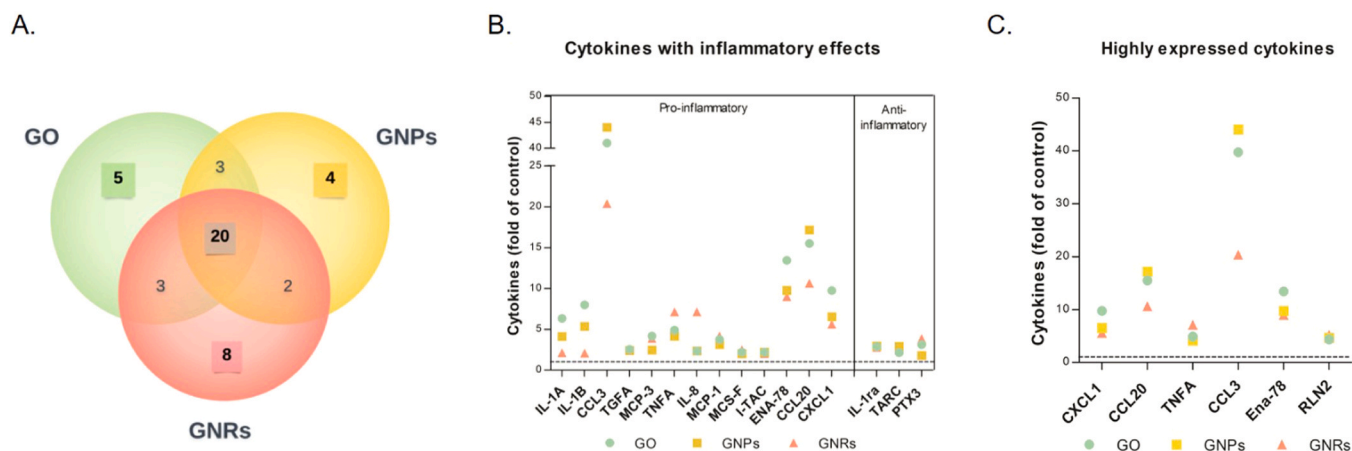 A.
GO
GNPs
5
3
4
20
3
2
8
GNRs
B.
Cytokines with inflammatory effects
Cytokines (fold of control)
50
45
40
25
20
15
10
5
0
Pro-inflammatory
Anti-
inflammatory
IL-1A
IL-1B
CCL3
TGFA
MCP-3
TNFA
IL-8
MCP-1
MCS-F
I-TAC
ENA-78
CCL20
CXCL1
IL-1ra
TARC
PTX3
GO GNPs GNRs
C.
Highly expressed cytokines
Cytokines (fold of control)
50
40
30
20
10
0
CXCL1
CCL20
TNFA
CCL3
Ena-78
RLN2
GO GNPs GNRs